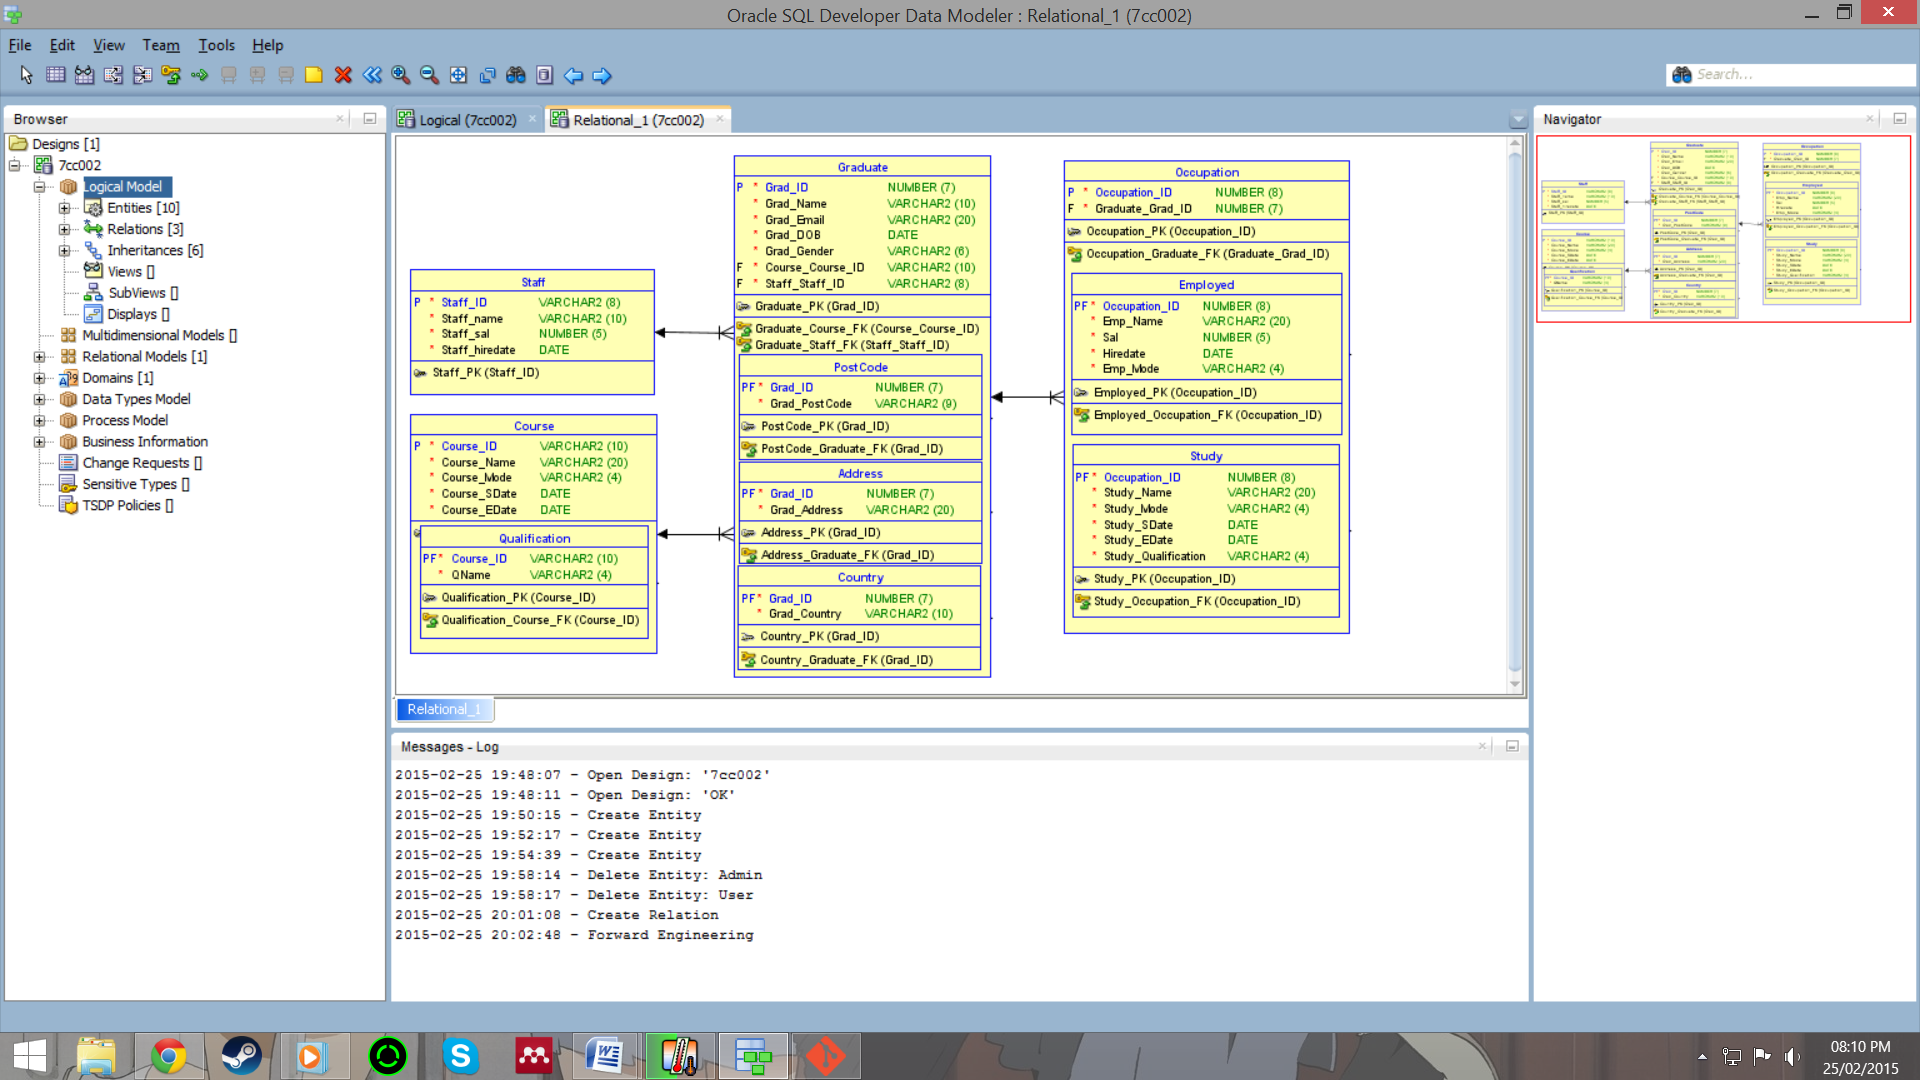 Oracle SQL Developer Data Modeler : Relational_1 (7cc002)
File Edit View Team Tools Help
Search...
Browser
Designs [1]
7cc002
Logical Model
Entities [10]
Relations [3]
Inheritances [6]
Views []
SubViews []
Displays []
Multidimensional Models []
Relational Models [1]
Domains [1]
Data Types Model
Process Model
Business Information
Change Requests []
Sensitive Types []
TSDP Policies []
Logical (7cc002)
Relational_1 (7cc002)
Staff
P * Staff_ID VARCHAR2 (8)
* Staff_name VARCHAR2 (10)
* Staff_sal NUMBER (5)
* Staff_hiredate DATE
Staff_PK (Staff_ID)
Course
P * Course_ID VARCHAR2 (10)
* Course_Name VARCHAR2 (20)
* Course_Mode VARCHAR2 (4)
* Course_SDate DATE
* Course_EDate DATE
Qualification
PF * Course_ID VARCHAR2 (10)
* QName VARCHAR2 (4)
Qualification_PK (Course_ID)
Qualification_Course_FK (Course_ID)
Graduate
P * Grad_ID NUMBER (7)
* Grad_Name VARCHAR2 (10)
* Grad_Email VARCHAR2 (20)
* Grad_DOB DATE
* Grad_Gender VARCHAR2 (6)
F * Course_Course_ID VARCHAR2 (10)
F * Staff_Staff_ID VARCHAR2 (8)
Graduate_PK (Grad_ID)
Graduate_Course_FK (Course_Course_ID)
Graduate_Staff_FK (Staff_Staff_ID)
PostCode
PF * Grad_ID NUMBER (7)
* Grad_PostCode VARCHAR2 (9)
PostCode_PK (Grad_ID)
PostCode_Graduate_FK (Grad_ID)
Address
PF * Grad_ID NUMBER (7)
* Grad_Address VARCHAR2 (20)
Address_PK (Grad_ID)
Address_Graduate_FK (Grad_ID)
Country
PF * Grad_ID NUMBER (7)
* Grad_Country VARCHAR2 (10)
Country_PK (Grad_ID)
Country_Graduate_FK (Grad_ID)
Occupation
P * Occupation_ID NUMBER (8)
F * Graduate_Grad_ID NUMBER (7)
Occupation_PK (Occupation_ID)
Occupation_Graduate_FK (Graduate_Grad_ID)
Employed
PF * Occupation_ID NUMBER (8)
* Emp_Name VARCHAR2 (20)
* Sal NUMBER (5)
* Hiredate DATE
* Emp_Mode VARCHAR2 (4)
Employed_PK (Occupation_ID)
Employed_Occupation_FK (Occupation_ID)
Study
PF * Occupation_ID NUMBER (8)
* Study_Name VARCHAR2 (20)
* Study_Mode VARCHAR2 (4)
* Study_SDate DATE
* Study_EDate DATE
* Study_Qualification VARCHAR2 (4)
Study_PK (Occupation_ID)
Study_Occupation_FK (Occupation_ID)
Relational_1
Navigator
Messages - Log
2015-02-25 19:48:07 - Open Design: '7cc002'
2015-02-25 19:48:11 - Open Design: 'OK'
2015-02-25 19:50:15 - Create Entity
2015-02-25 19:52:17 - Create Entity
2015-02-25 19:54:39 - Create Entity
2015-02-25 19:58:14 - Delete Entity: Admin
2015-02-25 19:58:17 - Delete Entity: User
2015-02-25 20:01:08 - Create Relation
2015-02-25 20:02:48 - Forward Engineering
08:10 PM
25/02/2015